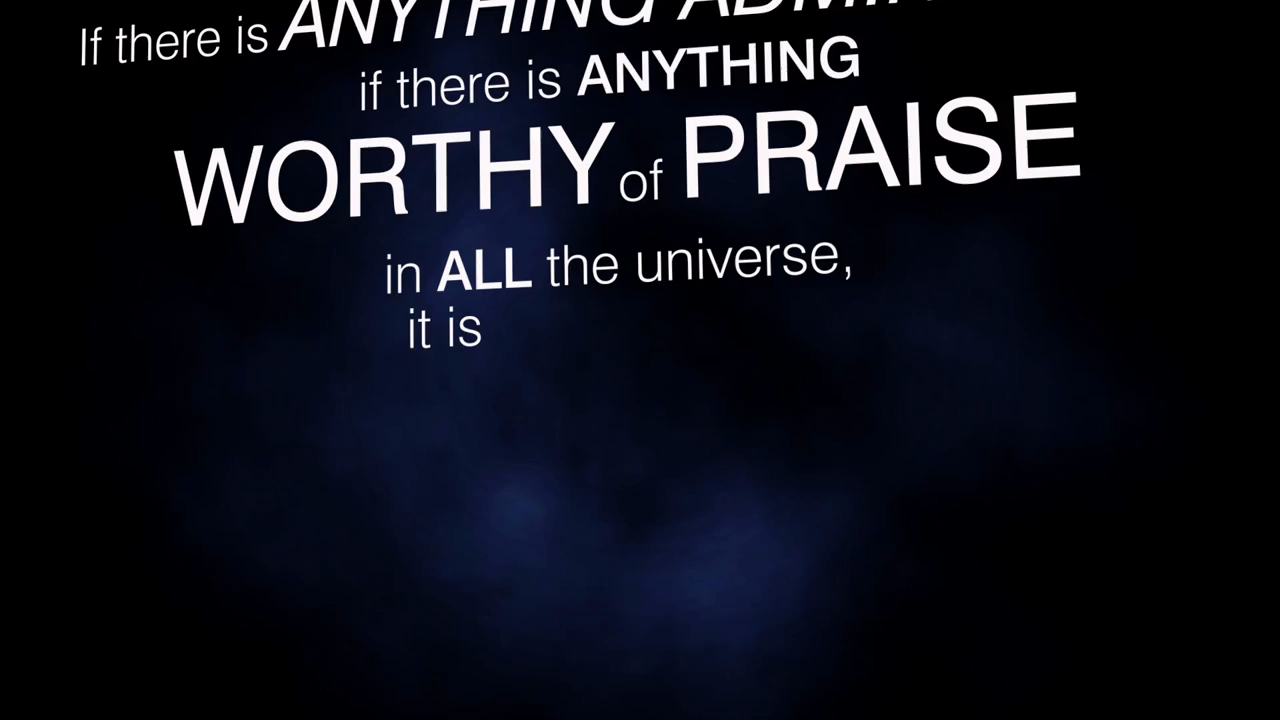 If there is ANYTHING
if there is ANYTHING
WORTHY of PRAISE
in ALL the universe,
it is